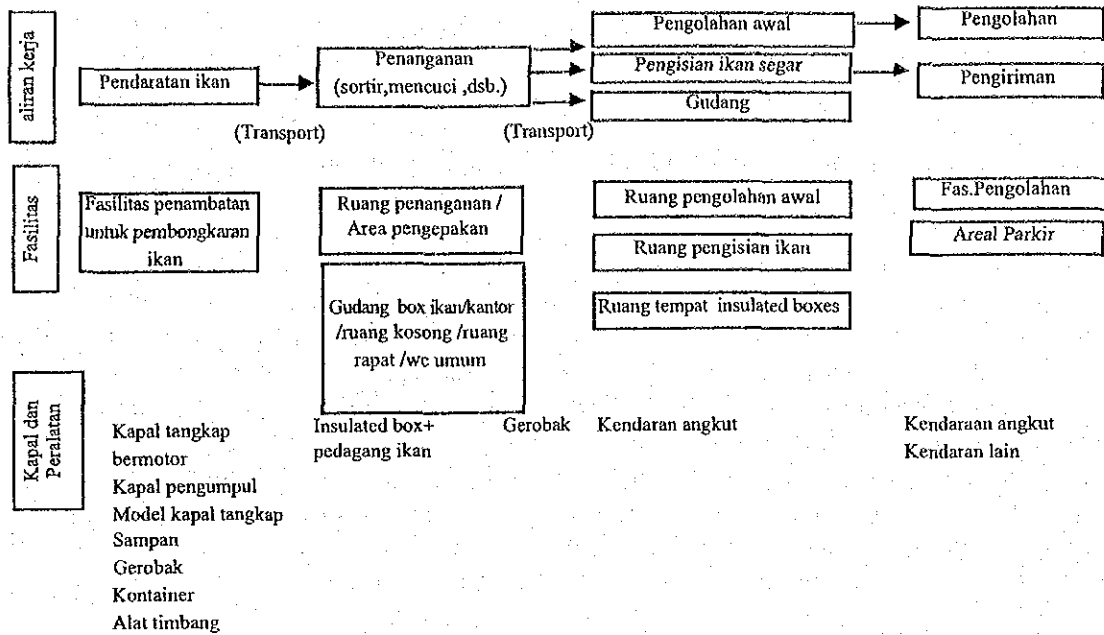 aliran kerja
Pendaratan ikan
(Transport)
Penanganan
(sortir,mencuci ,dsb.)
(Transport)
Pengolahan awal
Pengisian ikan segar
Gudang
Pengolahan
Pengiriman
Fasilitas
Fasilitas penambatan
untuk pembongkaran
ikan
Ruang penanganan /
Area pengepakan
Gudang box ikan/kantor
/ruang kosong /ruang
rapat /wc umum
Ruang pengolahan awal
Ruang pengisian ikan
Ruang tempat insulated boxes
Fas.Pengolahan
Areal Parkir
Kapal dan
Peralatan
Kapal tangkap
bermotor
Kapal pengumpul
Model kapal tangkap
Sampan
Gerobak
Kontainer
Alat timbang
Insulated box+
pedagang ikan
Gerobak
Kendaran angkut
Kendaraan angkut
Kendaran lain